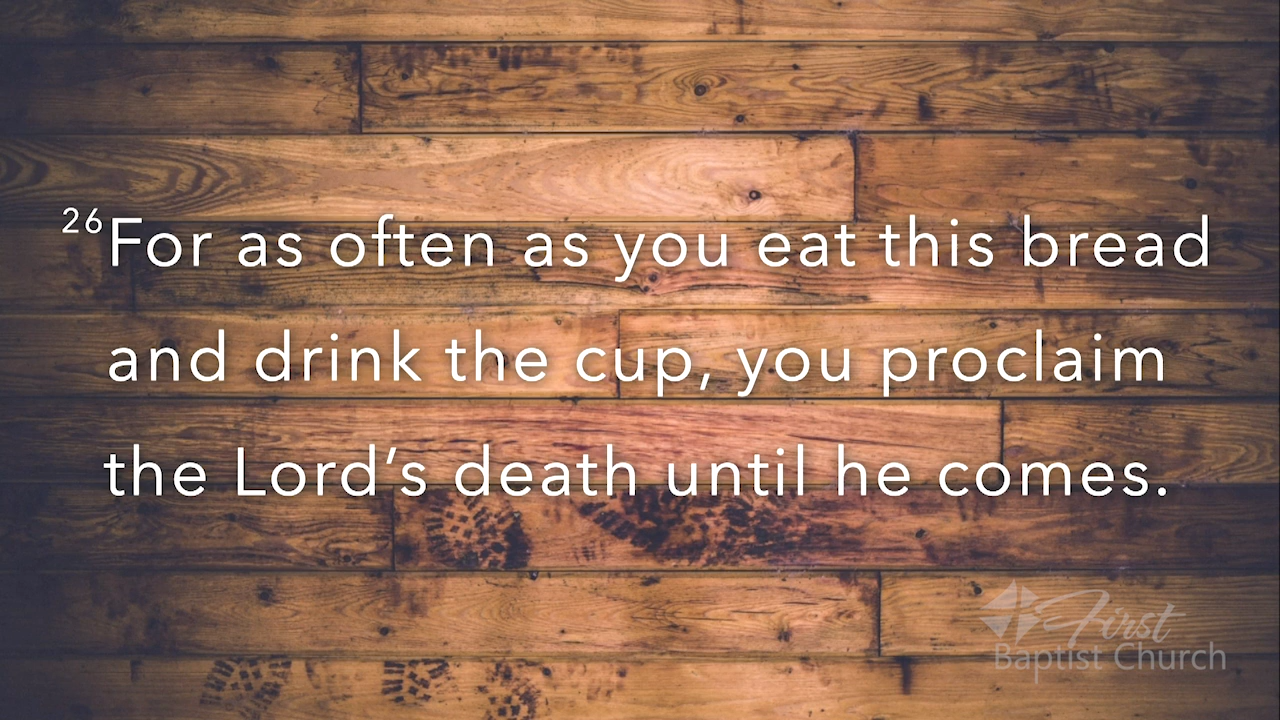 26For as often as you eat this bread
and drink the cup, you proclaim
the Lord’s death until he comes.
First
Baptist Church